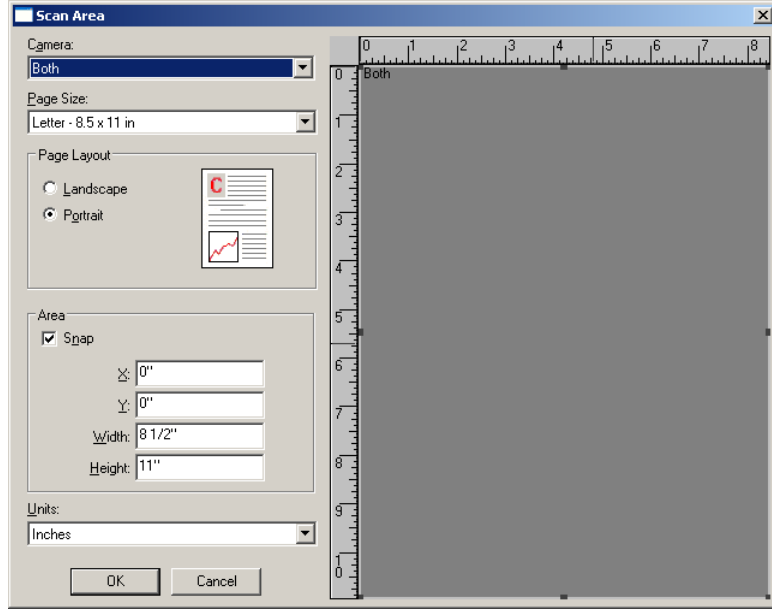 Scan Area
Camera:
Both
Page Size:
Letter - 8.5 x 11 in
Page Layout
Landscape
Portrait
C
Area
Snap
X: 0"
Y: 0"
Width: 8 1/2"
Height: 11"
Units:
Inches
OK Cancel
0 1 2 3 4 5 6 7 8
0 Both
1
2
3
4
5
6
7
8
9
10